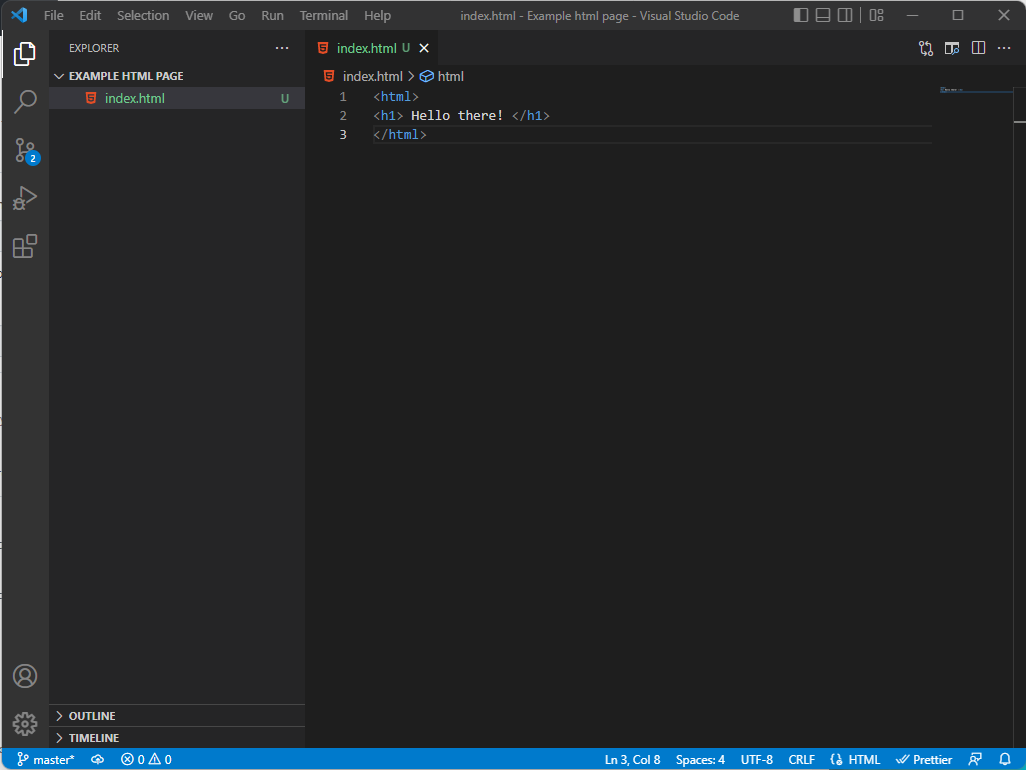 File Edit Selection View Go Run Terminal Help index.html - Example html page - Visual Studio Code
EXPLORER ···
index.html U
EXAMPLE HTML PAGE
index.html > html
index.html U
1 <html>
2 <h1> Hello there! </h1>
3 </html>
2
OUTLINE
TIMELINE
master* 0 0 Ln 3, Col 8 Spaces: 4 UTF-8 CRLF HTML Prettier